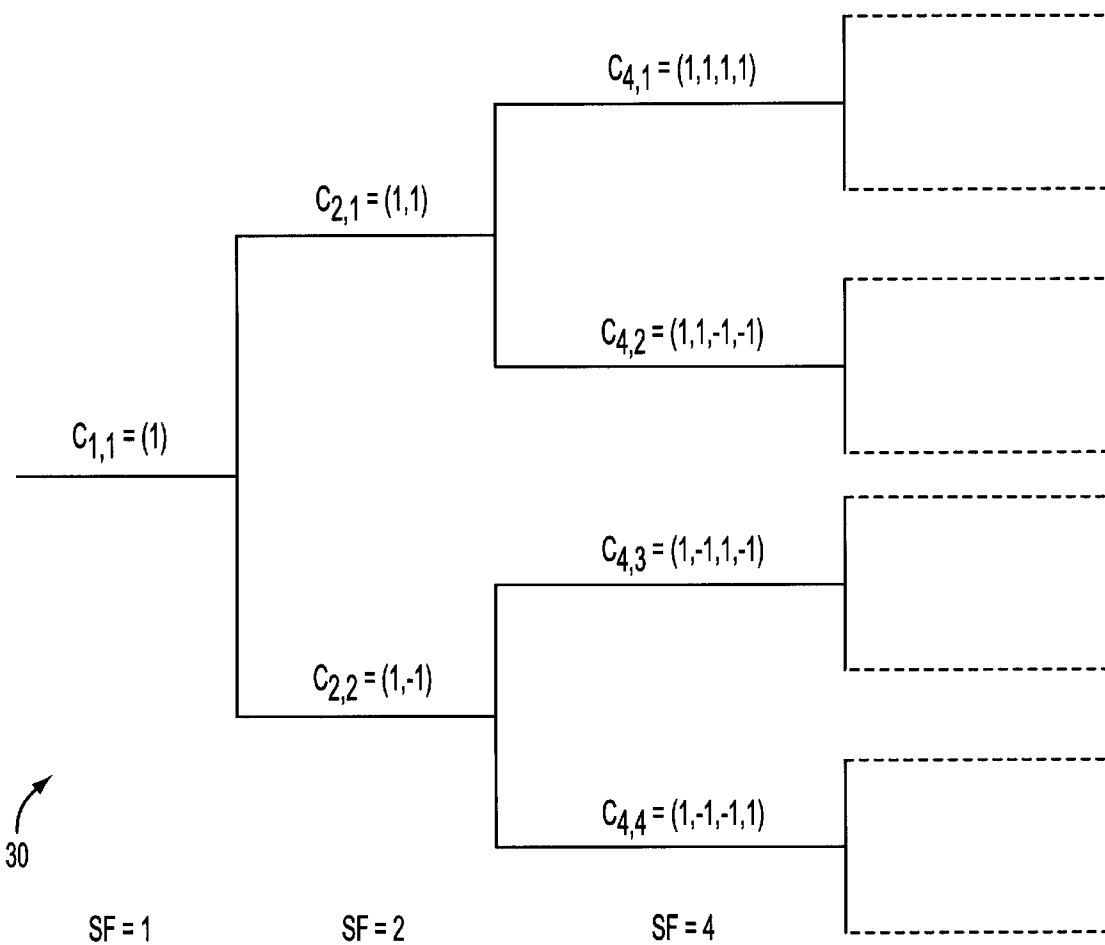 C4,1 = (1,1,1,1)
C2,1 = (1,1)
C4,2 = (1,1,-1,-1)
C1,1 = (1)
C4,3 = (1,-1,1,-1)
C2,2 = (1,-1)
C4,4 = (1,-1,-1,1)
30
SF = 1 SF = 2 SF = 4